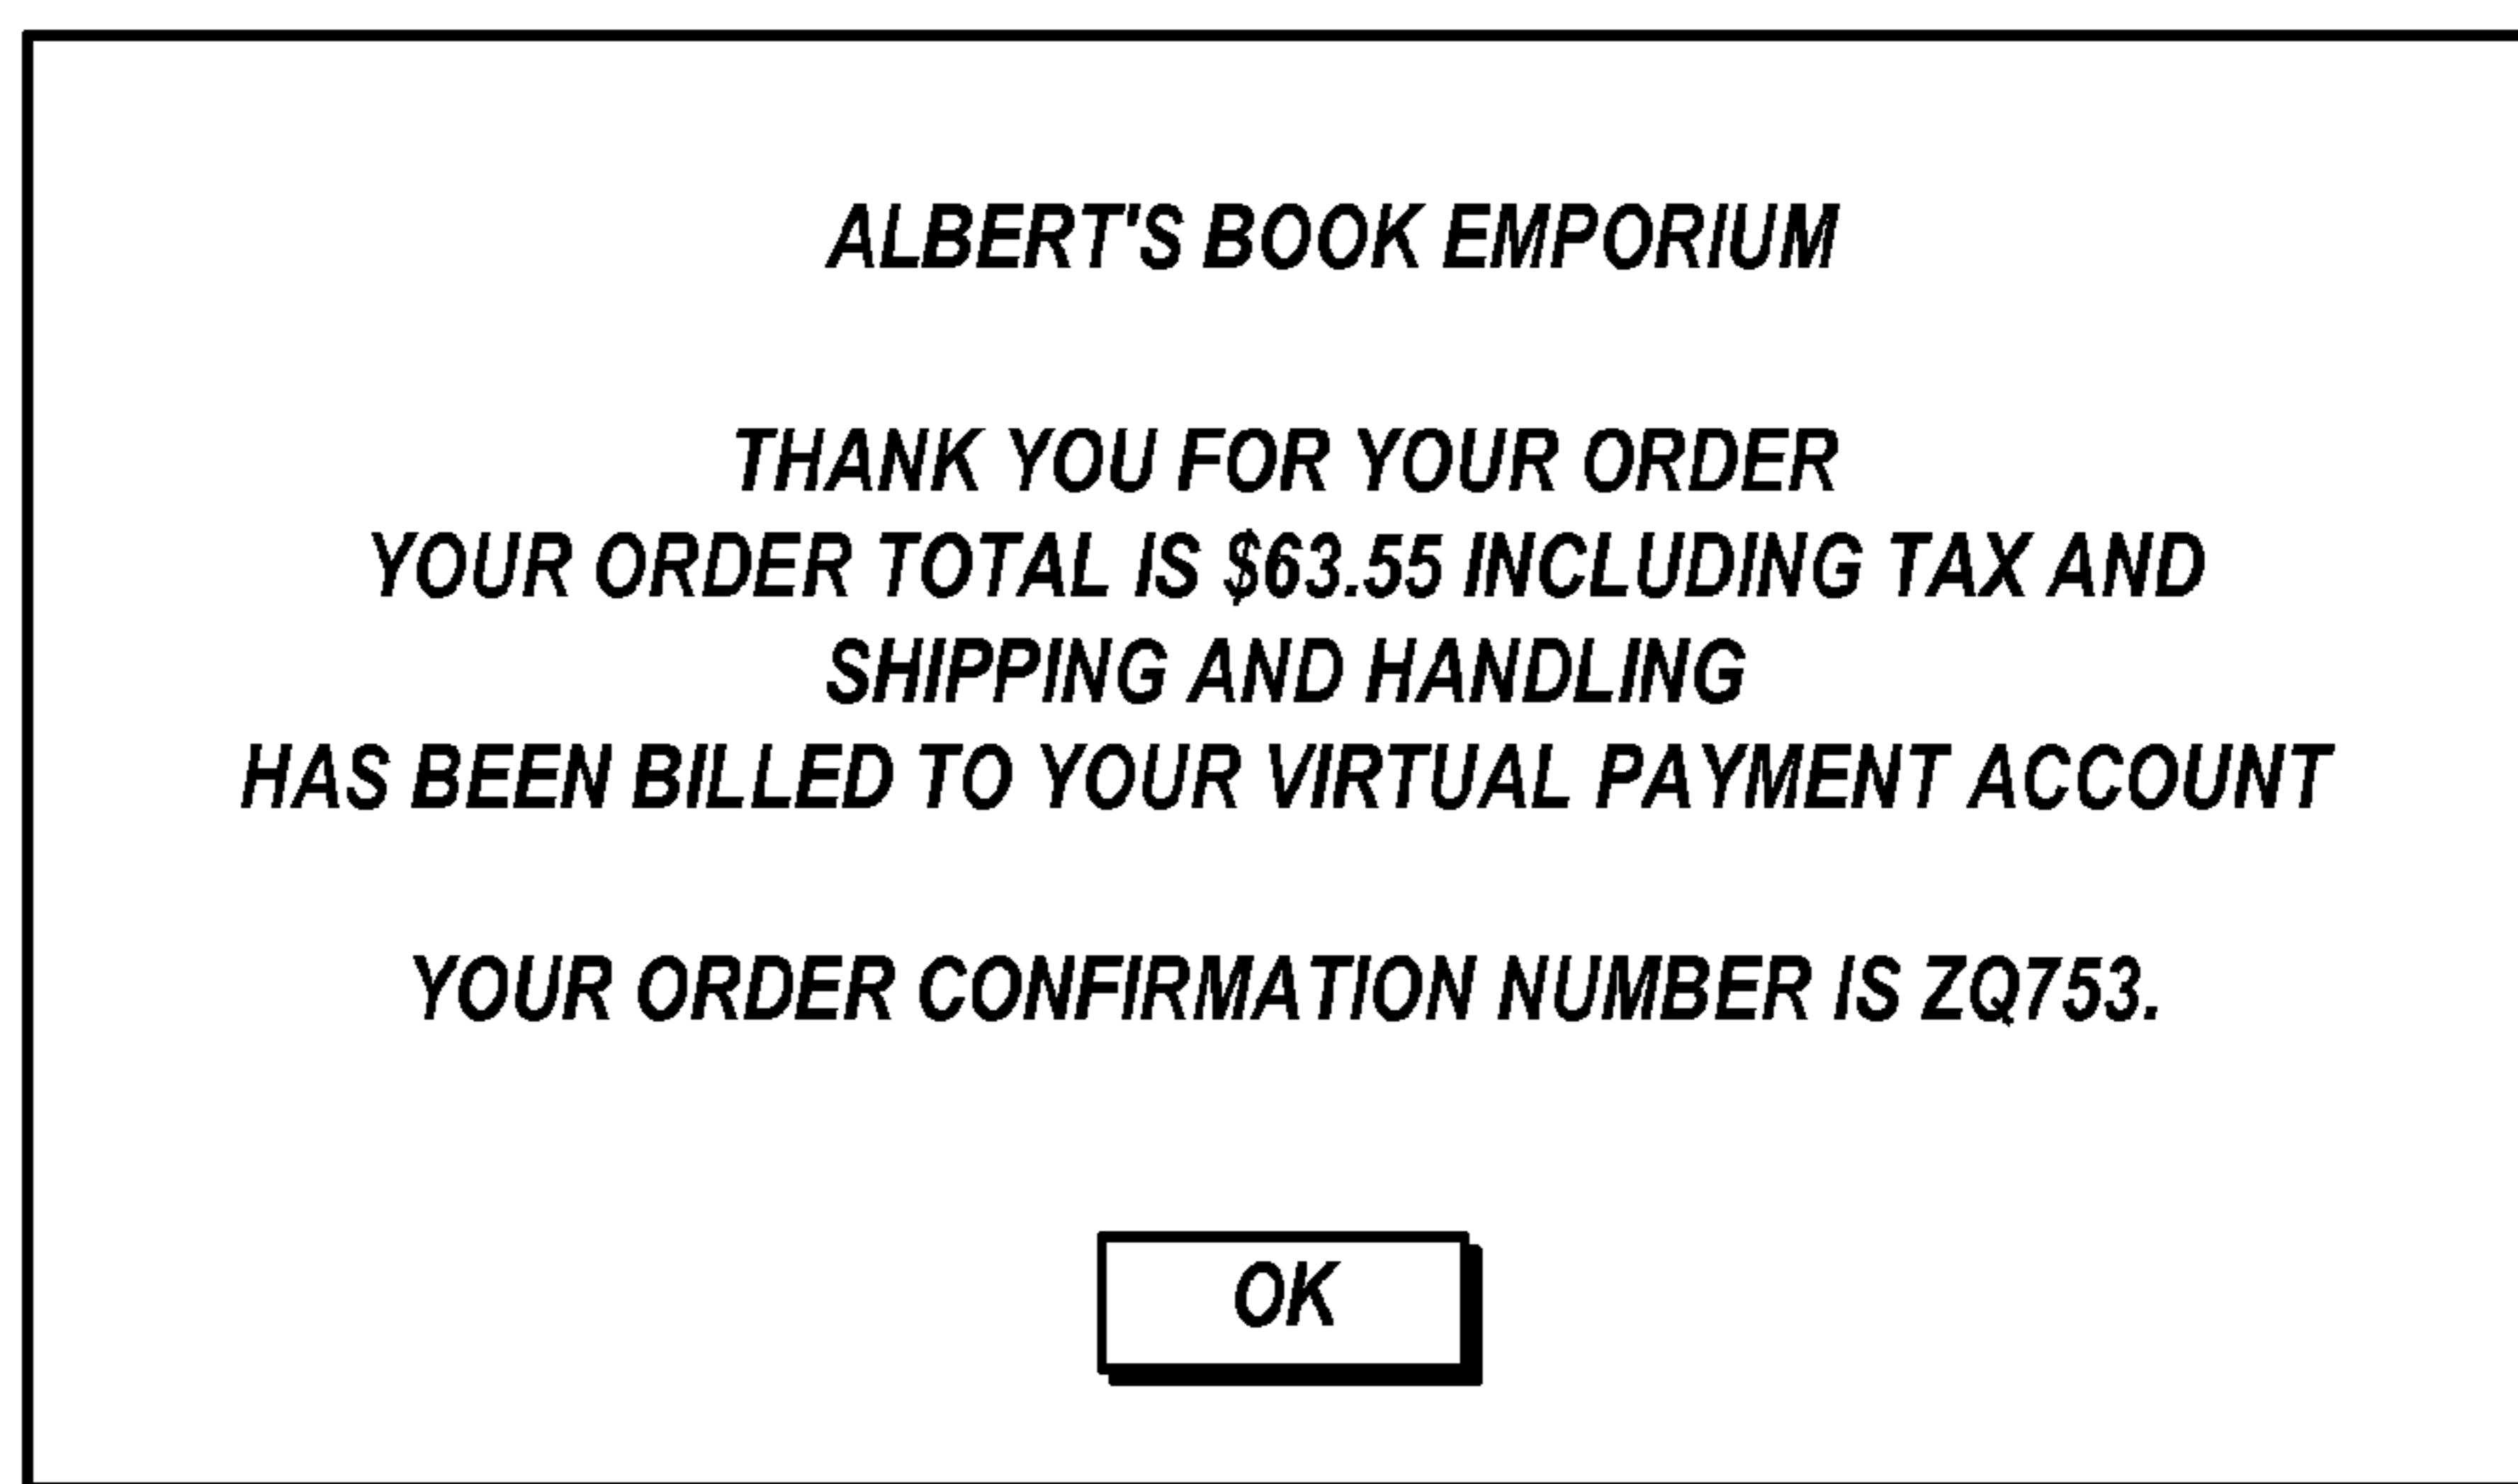 ALBERT'S BOOK EMPORIUM
THANK YOU FOR YOUR ORDER
YOUR ORDER TOTAL IS $63.55 INCLUDING TAX AND
SHIPPING AND HANDLING
HAS BEEN BILLED TO YOUR VIRTUAL PAYMENT ACCOUNT
YOUR ORDER CONFIRMATION NUMBER IS ZQ753.
OK